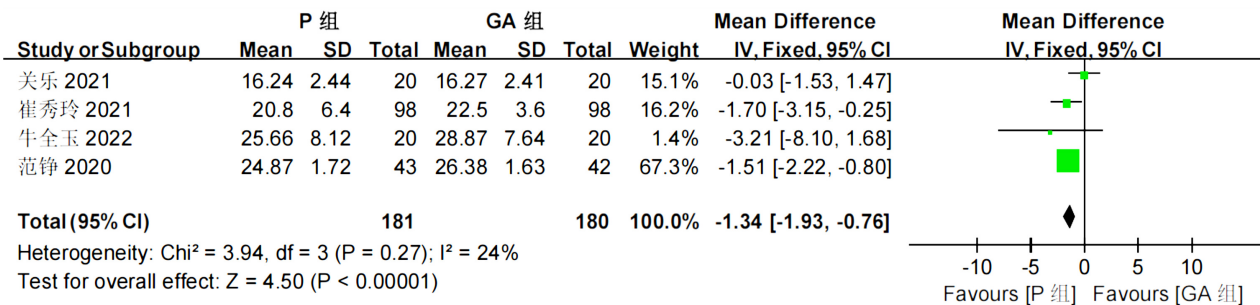 P 组 GA 组 Mean Difference Mean Difference
Study or Subgroup Mean SD Total Mean SD Total Weight IV, Fixed, 95% CI IV, Fixed, 95% CI
关乐 2021 16.24 2.44 20 16.27 2.41 20 15.1% -0.03 [-1.53, 1.47]
崔秀玲 2021 20.8 6.4 98 22.5 3.6 98 16.2% -1.70 [-3.15, -0.25]
牛全玉 2022 25.66 8.12 20 28.87 7.64 20 1.4% -3.21 [-8.10, 1.68]
范铮 2020 24.87 1.72 43 26.38 1.63 42 67.3% -1.51 [-2.22, -0.80]
Total (95% CI) 181 180 100.0% -1.34 [-1.93, -0.76]
Heterogeneity: Chi² = 3.94, df = 3 (P = 0.27); I² = 24%
Test for overall effect: Z = 4.50 (P < 0.00001)
-10 -5 0 5 10
Favours [P 组] Favours [GA 组]